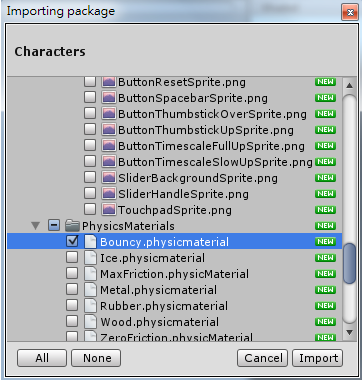 Importing package
Characters
ButtonResetSprite.png NEW
ButtonSpacebarSprite.png NEW
ButtonThumbstickOverSprite.png NEW
ButtonThumbstickUpSprite.png NEW
ButtonTimescaleFullUpSprite.png NEW
ButtonTimescaleSlowUpSprite.png NEW
SliderBackgroundSprite.png NEW
SliderHandleSprite.png NEW
TouchpadSprite.png NEW
PhysicsMaterials NEW
Bouncy.physicmaterial NEW
Ice.physicmaterial NEW
MaxFriction.physicMaterial NEW
Metal.physicmaterial NEW
Rubber.physicmaterial NEW
Wood.physicmaterial NEW
ZeroFriction.physicMaterial NEW
All None Cancel Import